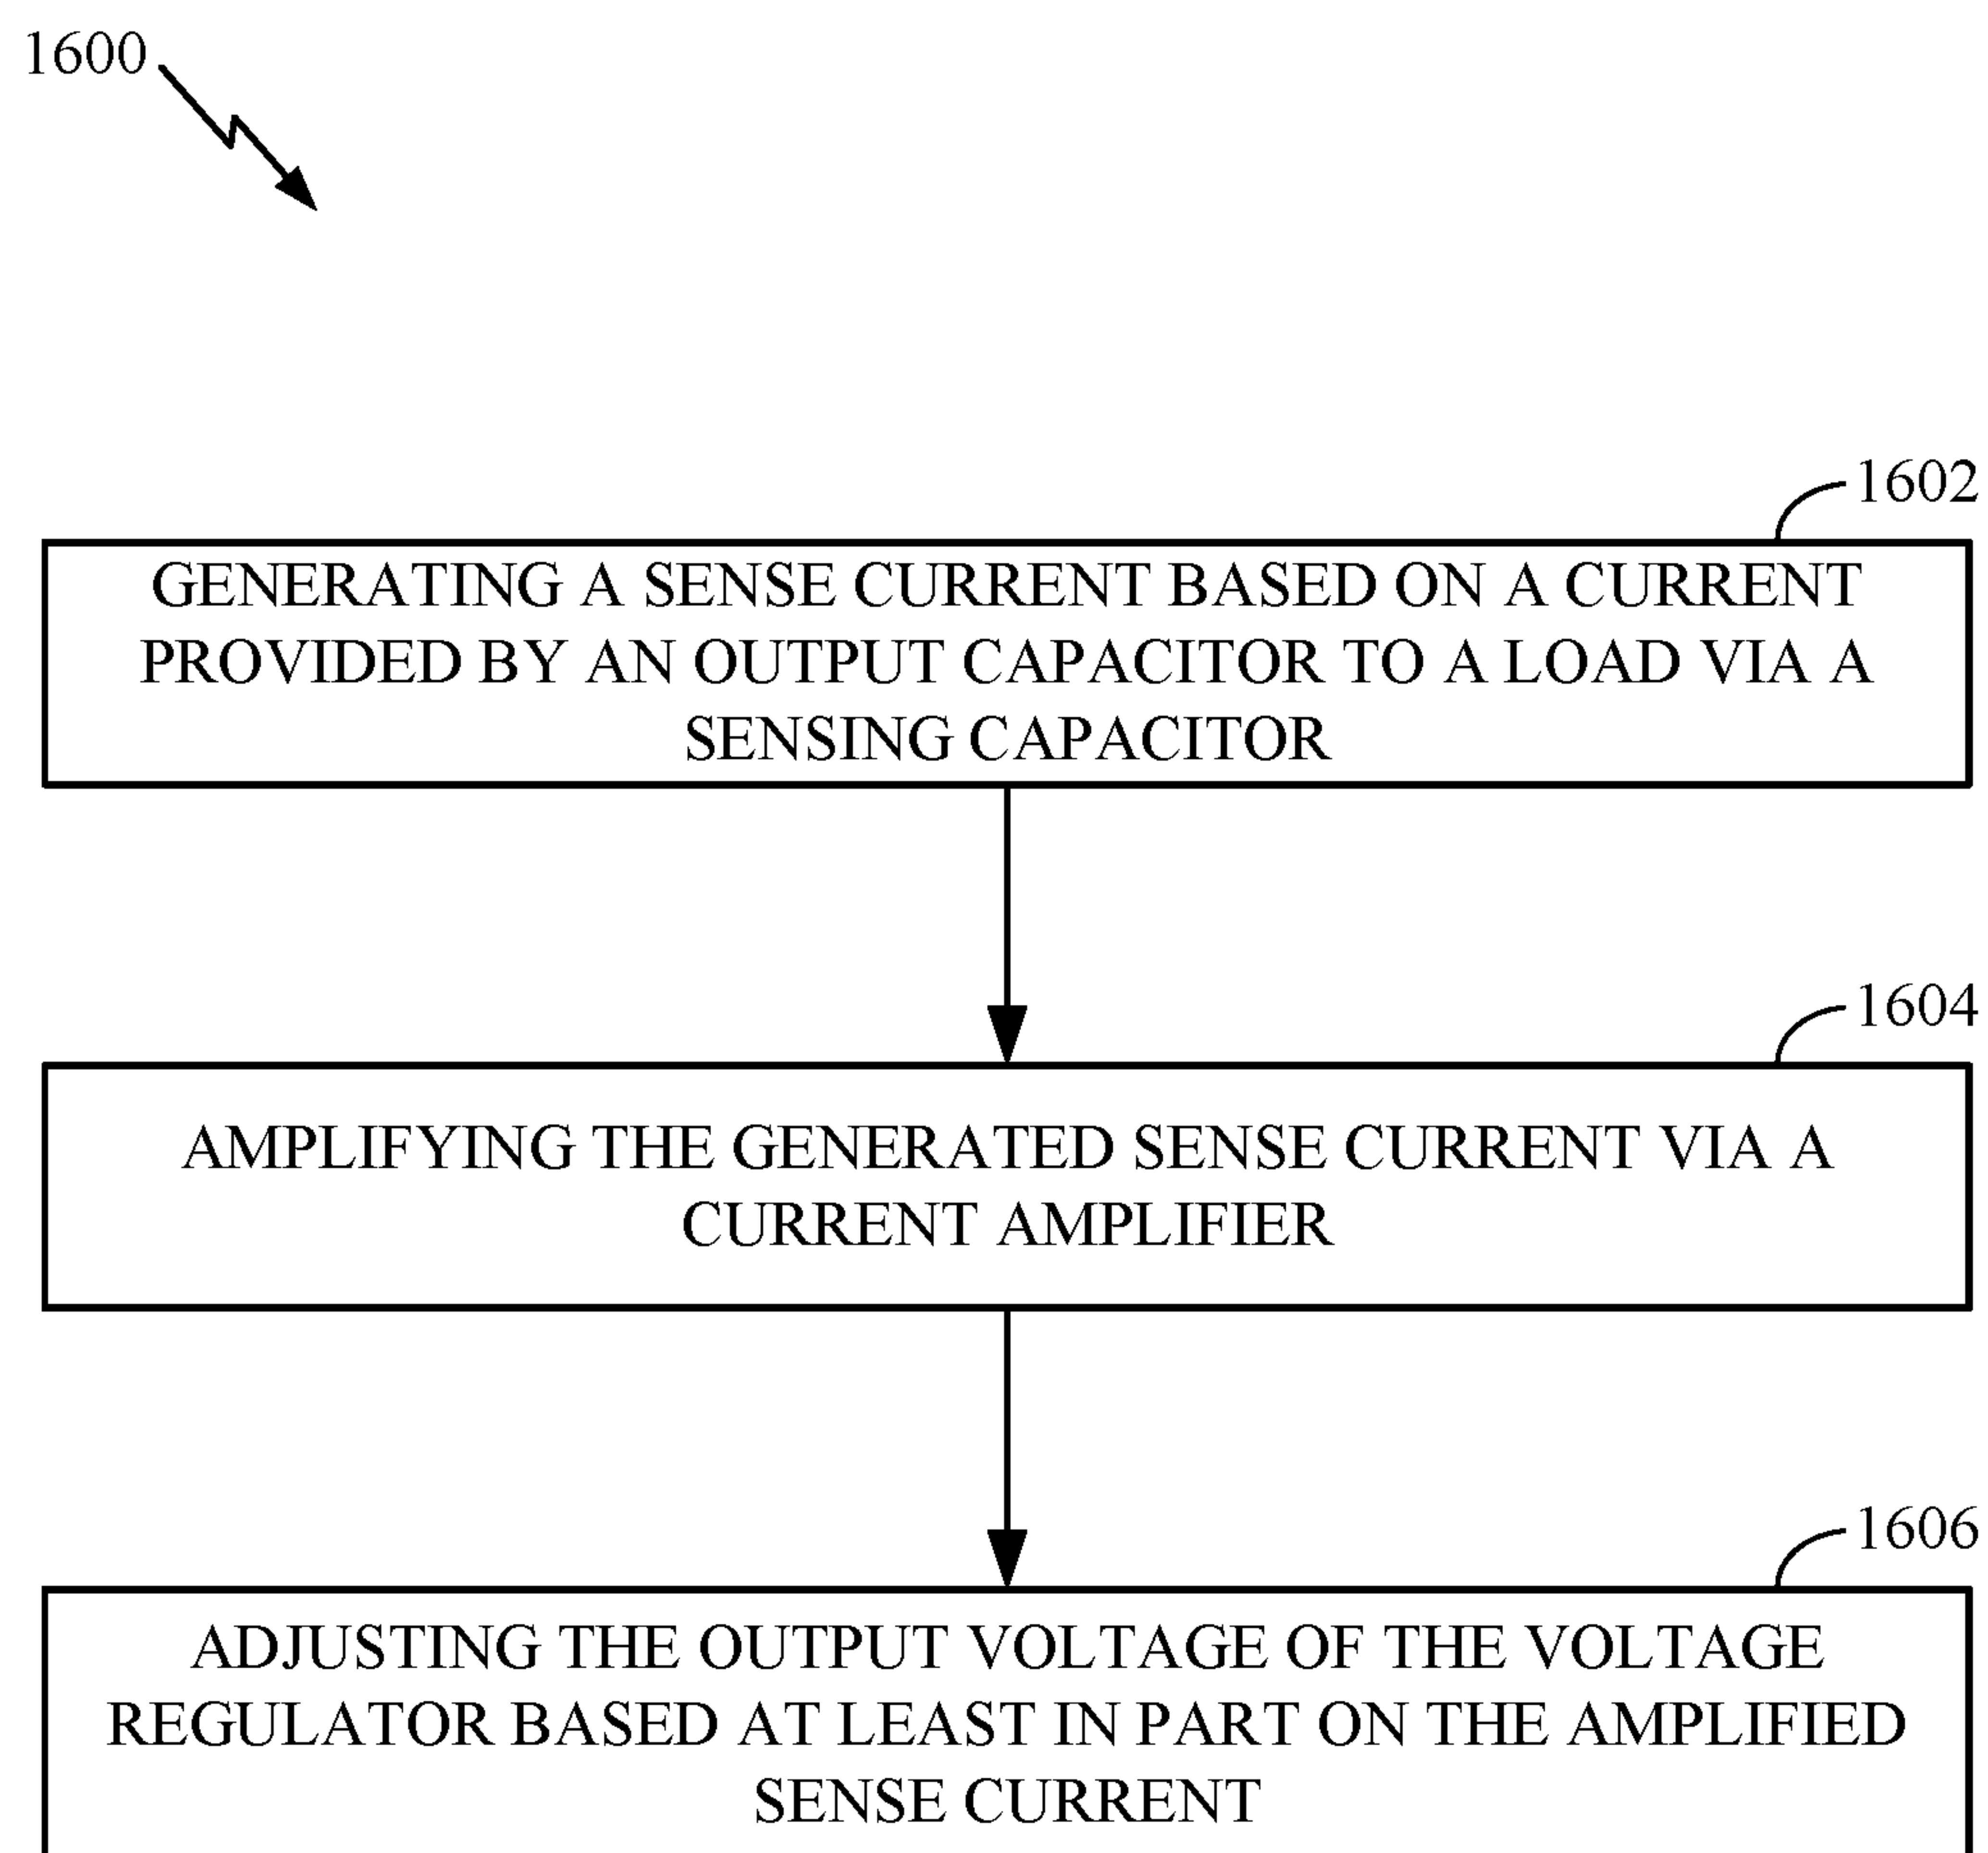 1600
1602
GENERATING A SENSE CURRENT BASED ON A CURRENT
PROVIDED BY AN OUTPUT CAPACITOR TO A LOAD VIA A
SENSING CAPACITOR
1604
AMPLIFYING THE GENERATED SENSE CURRENT VIA A
CURRENT AMPLIFIER
1606
ADJUSTING THE OUTPUT VOLTAGE OF THE VOLTAGE
REGULATOR BASED AT LEAST IN PART ON THE AMPLIFIED
SENSE CURRENT